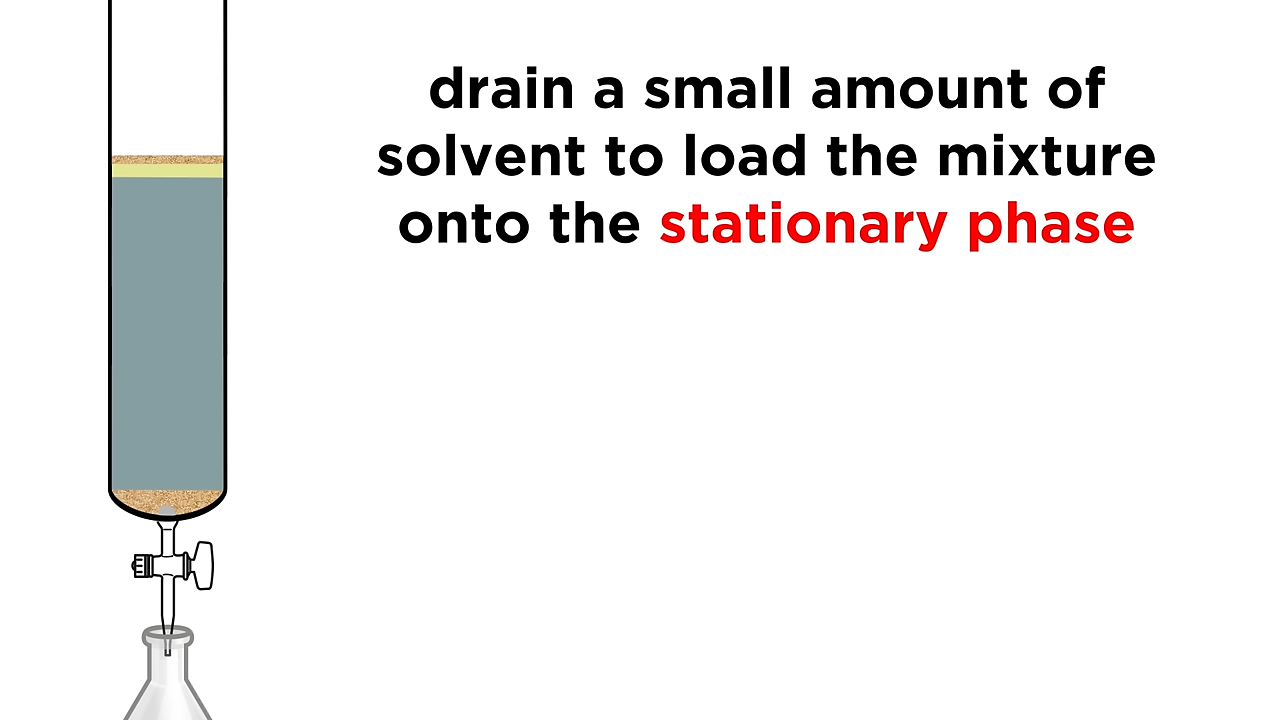 drain a small amount of
solvent to load the mixture
onto the stationary phase